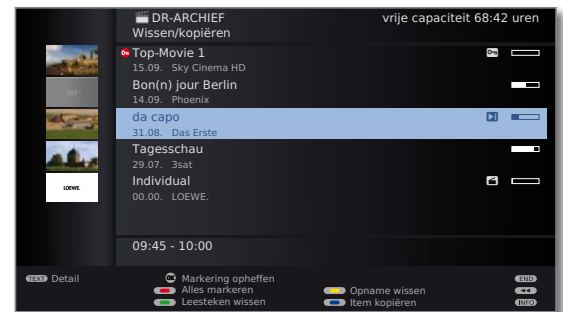 DR-ARCHIEF
vrije capaciteit 68:42 uren
Wissen/kopiëren
Top-Movie 1
15.09. Sky Cinema HD
Bon(n) jour Berlin
14.09. Phoenix
da capo
31.08. Das Erste
Tagesschau
29.07. 3sat
Individual
00.00. LOEWE.
LOEWE.
09:45 - 10:00
TEXT Detail
OK Markering opheffen
END
Alles markeren
Opname wissen
Leesteken wissen
Item kopiëren
INFO